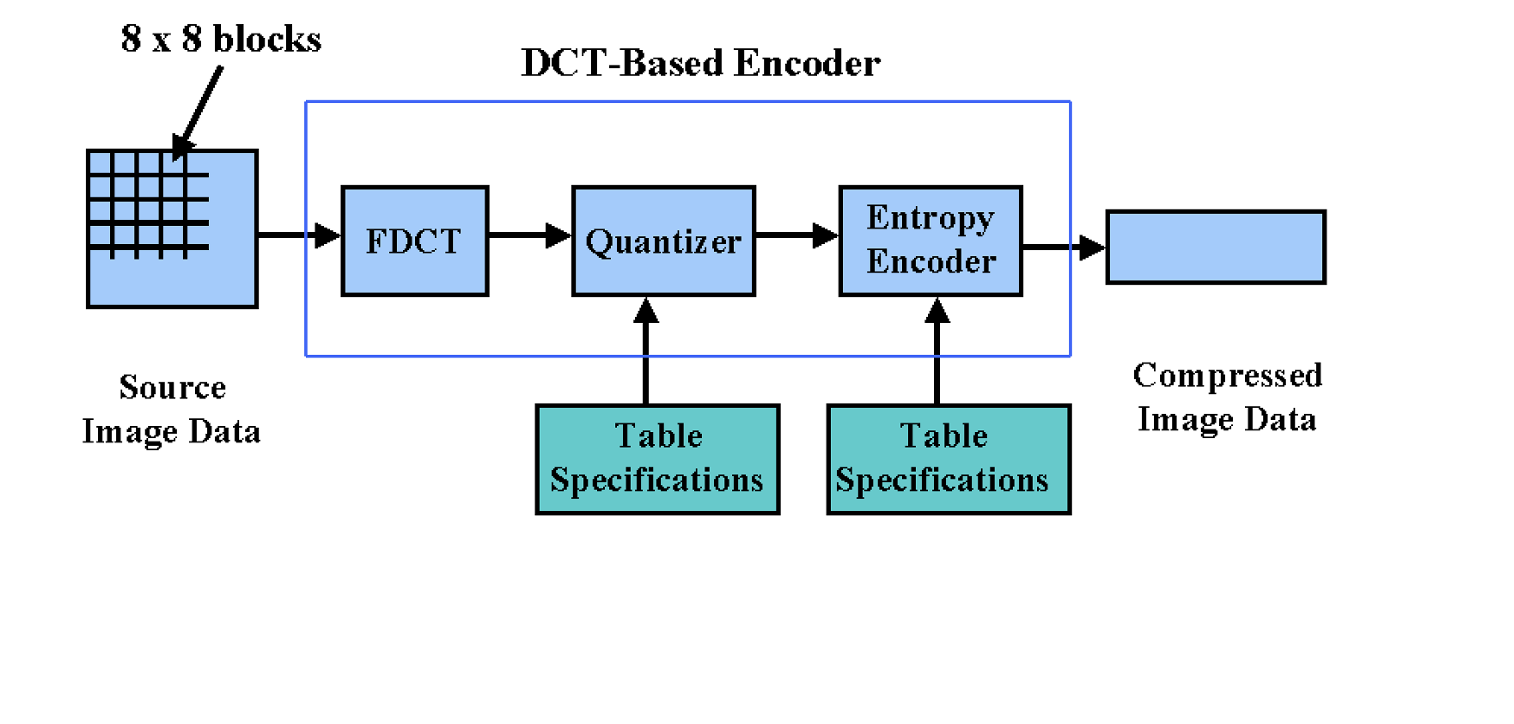 8 x 8 blocks
DCT-Based Encoder
FDCT
Quantizer
Entropy
Encoder
Source
Image Data
Table
Specifications
Table
Specifications
Compressed
Image Data